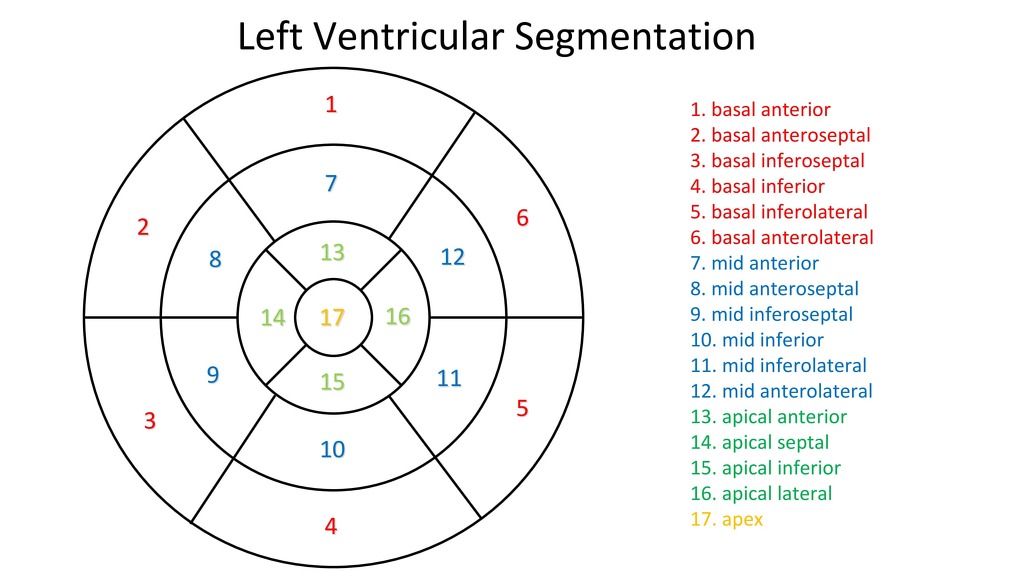 Left Ventricular Segmentation
1
7
2
6
8
13
12
14
17
16
9
15
11
3
5
10
4
1. basal anterior
2. basal anteroseptal
3. basal inferoseptal
4. basal inferior
5. basal inferolateral
6. basal anterolateral
7. mid anterior
8. mid anteroseptal
9. mid inferoseptal
10. mid inferior
11. mid inferolateral
12. mid anterolateral
13. apical anterior
14. apical septal
15. apical inferior
16. apical lateral
17. apex